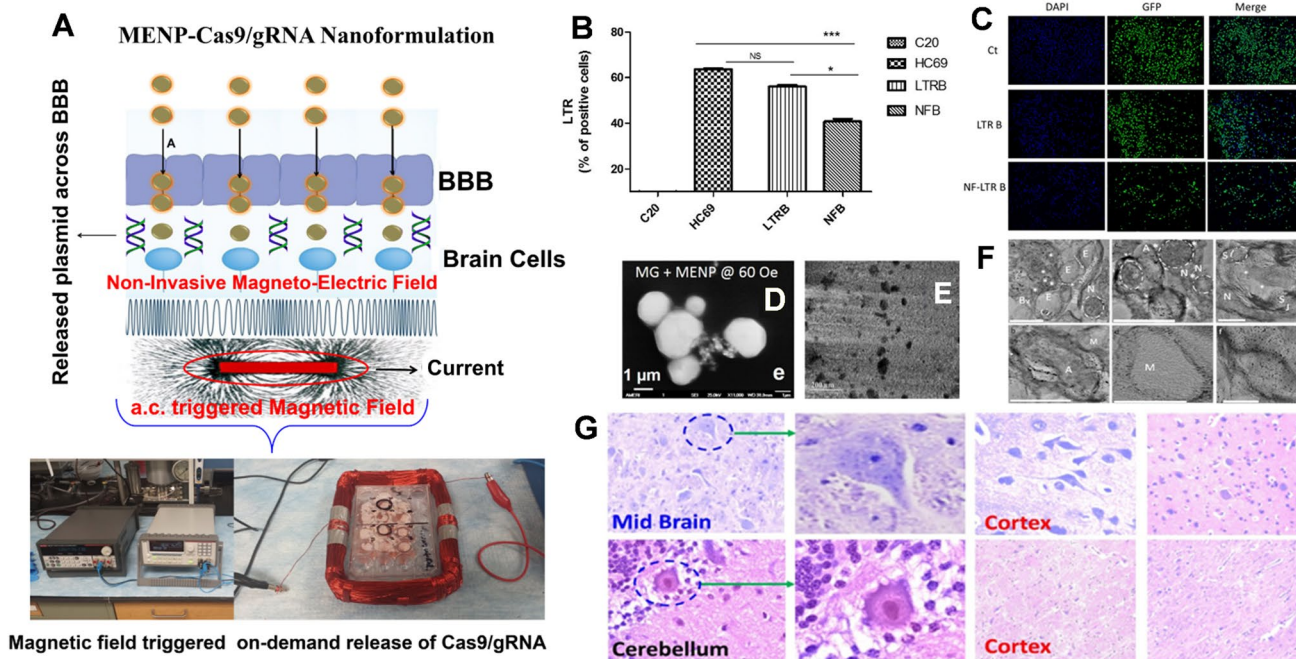 A
MENP-Cas9/gRNA Nanoformulation
A
BBB
Brain Cells
Released plasmid across BBB
Non-Invasive Magneto-Electric Field
Current
a.c. triggered Magnetic Field
Magnetic field triggered on-demand release of Cas9/gRNA
B
LTR
(% of positive cells)
80
60
40
20
***
NS
*
C20
HC69
LTRB
NFB
C20
HC69
LTRB
NFB
C
DAPI GFP Merge
Ct
LTR B
NF-LTR B
MG + MENP @ 60 Oe
D
1 µm
e
E
F
E
E
B
E
N
A
N
N
S
N
S
J
M
A
M
f
G
Mid Brain
Cortex
Cerebellum
Cortex